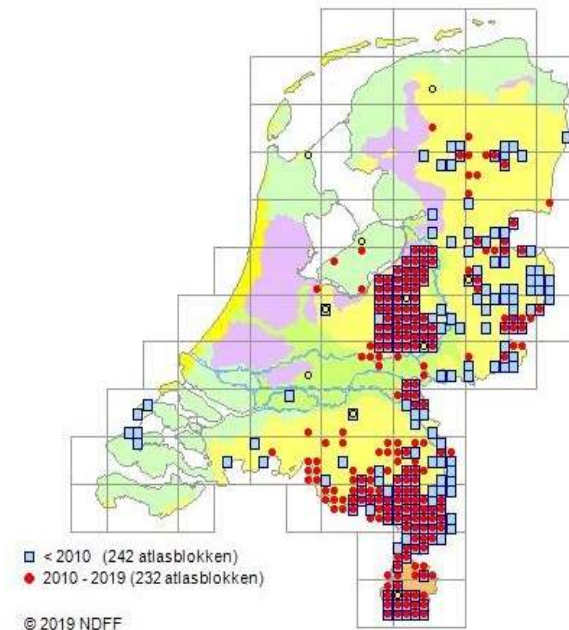 < 2010 (242 atlasblokken)
2010 - 2019 (232 atlasblokken)
© 2019 NDFF